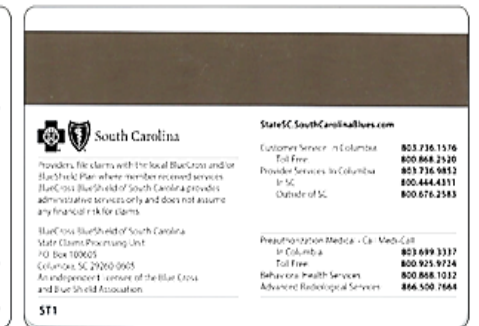 South Carolina
Providers, file claims with the local BlueCross and/or
BlueShield Plan where member received services
BlueCross BlueShield of South Carolina provides
administrative services only and does not assume
any financial risk for claims
BlueCross BlueShield of South Carolina
State Claims Processing Unit
P.O. Box 100605
Columbia, SC 29260-0605
An independent licensee of the Blue Cross
and Blue Shield Association
ST1
StateSC.SouthCarolinaBlues.com
Customer Service In Columbia 803.736.1576
Toll Free 800.868.2520
Provider Services In Columbia 803.736.9852
In SC 800.444.4311
Outside of SC 800.676.2583
Preauthorization Medical - Call Medi-Call
In Columbia 803.699.3337
Toll Free 800.925.9724
Behavioral Health Services 800.868.1032
Advanced Radiological Services 866.500.7664